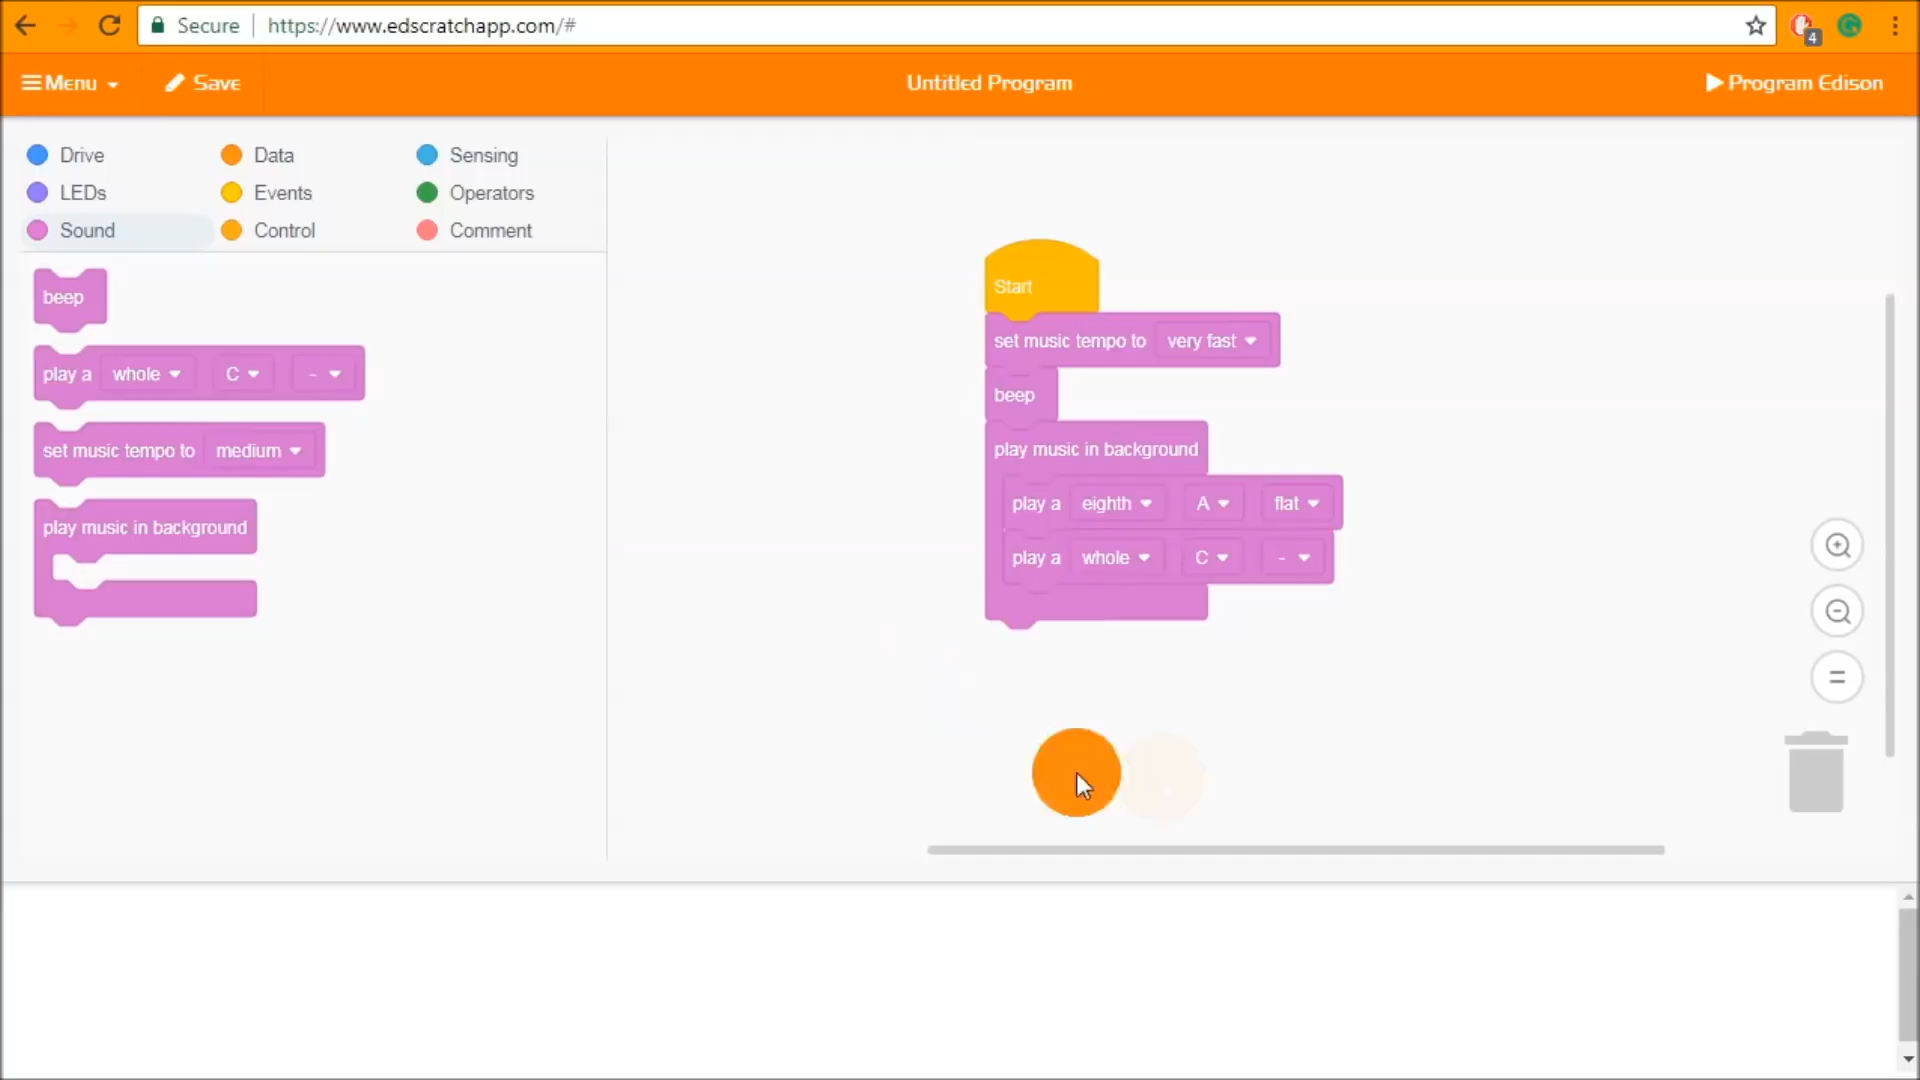 Secure https://www.edscratchapp.com/#
4
Menu Save Untitled Program Program Edison
Drive Data Sensing
LEDs Events Operators
Sound Control Comment
beep
play a whole C -
set music tempo to medium
play music in background
Start
set music tempo to very fast
beep
play music in background
play a eighth A flat
play a whole C -